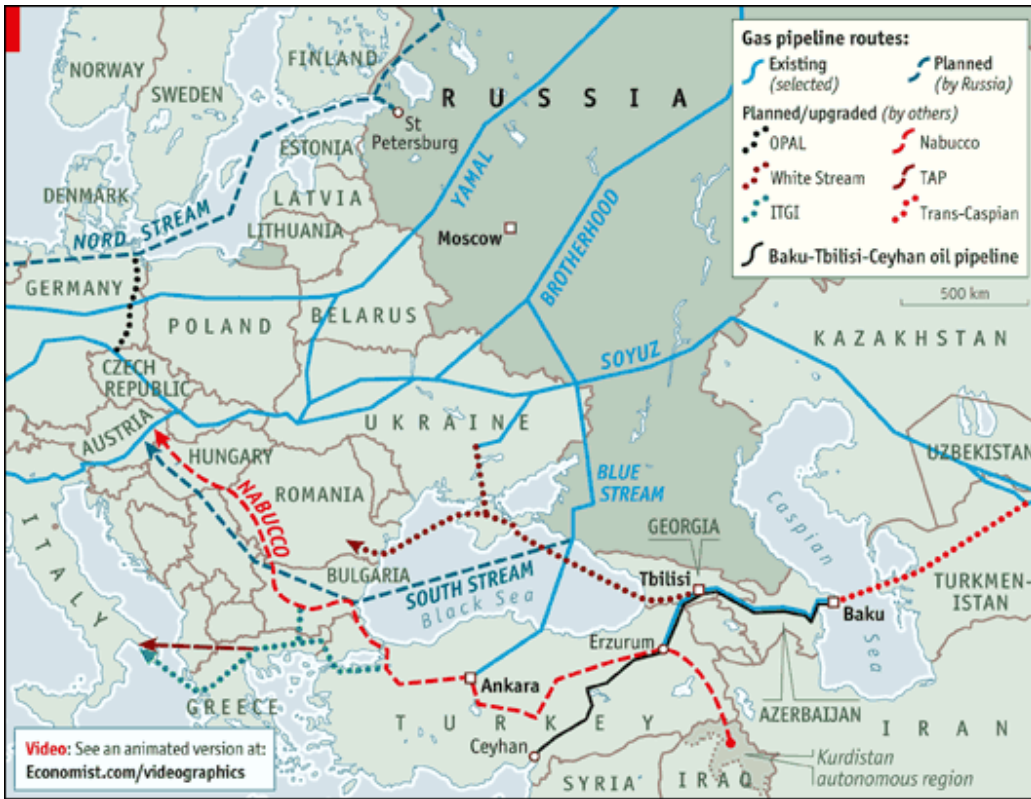 Gas pipeline routes:
Existing
(selected)
Planned
(by Russia)
Planned/upgraded (by others)
OPAL
Nabucco
White Stream
TAP
ITGI
Trans-Caspian
Baku-Tbilisi-Ceyhan oil pipeline
500 km
NORWAY
SWEDEN
FINLAND
RUSSIA
St
Petersburg
ESTONIA
LATVIA
LITHUANIA
DENMARK
NORD STREAM
YAMAL
Moscow
BROTHERHOOD
GERMANY
POLAND
BELARUS
CZECH
REPUBLIC
SOYUZ
KAZAKHSTAN
AUSTRIA
HUNGARY
UKRAINE
UZBEKISTAN
ROMANIA
NABUCCO
BLUE
STREAM
GEORGIA
Caspian
Sea
ITALY
BULGARIA
SOUTH STREAM
Black Sea
Tbilisi
Baku
TURKMEN-
ISTAN
Erzurum
Ankara
GREECE
TURKEY
AZERBAIJAN
IRAN
Ceyhan
SYRIA
IRAQ
Kurdistan
autonomous region
Video: See an animated version at:
Economist.com/videographics